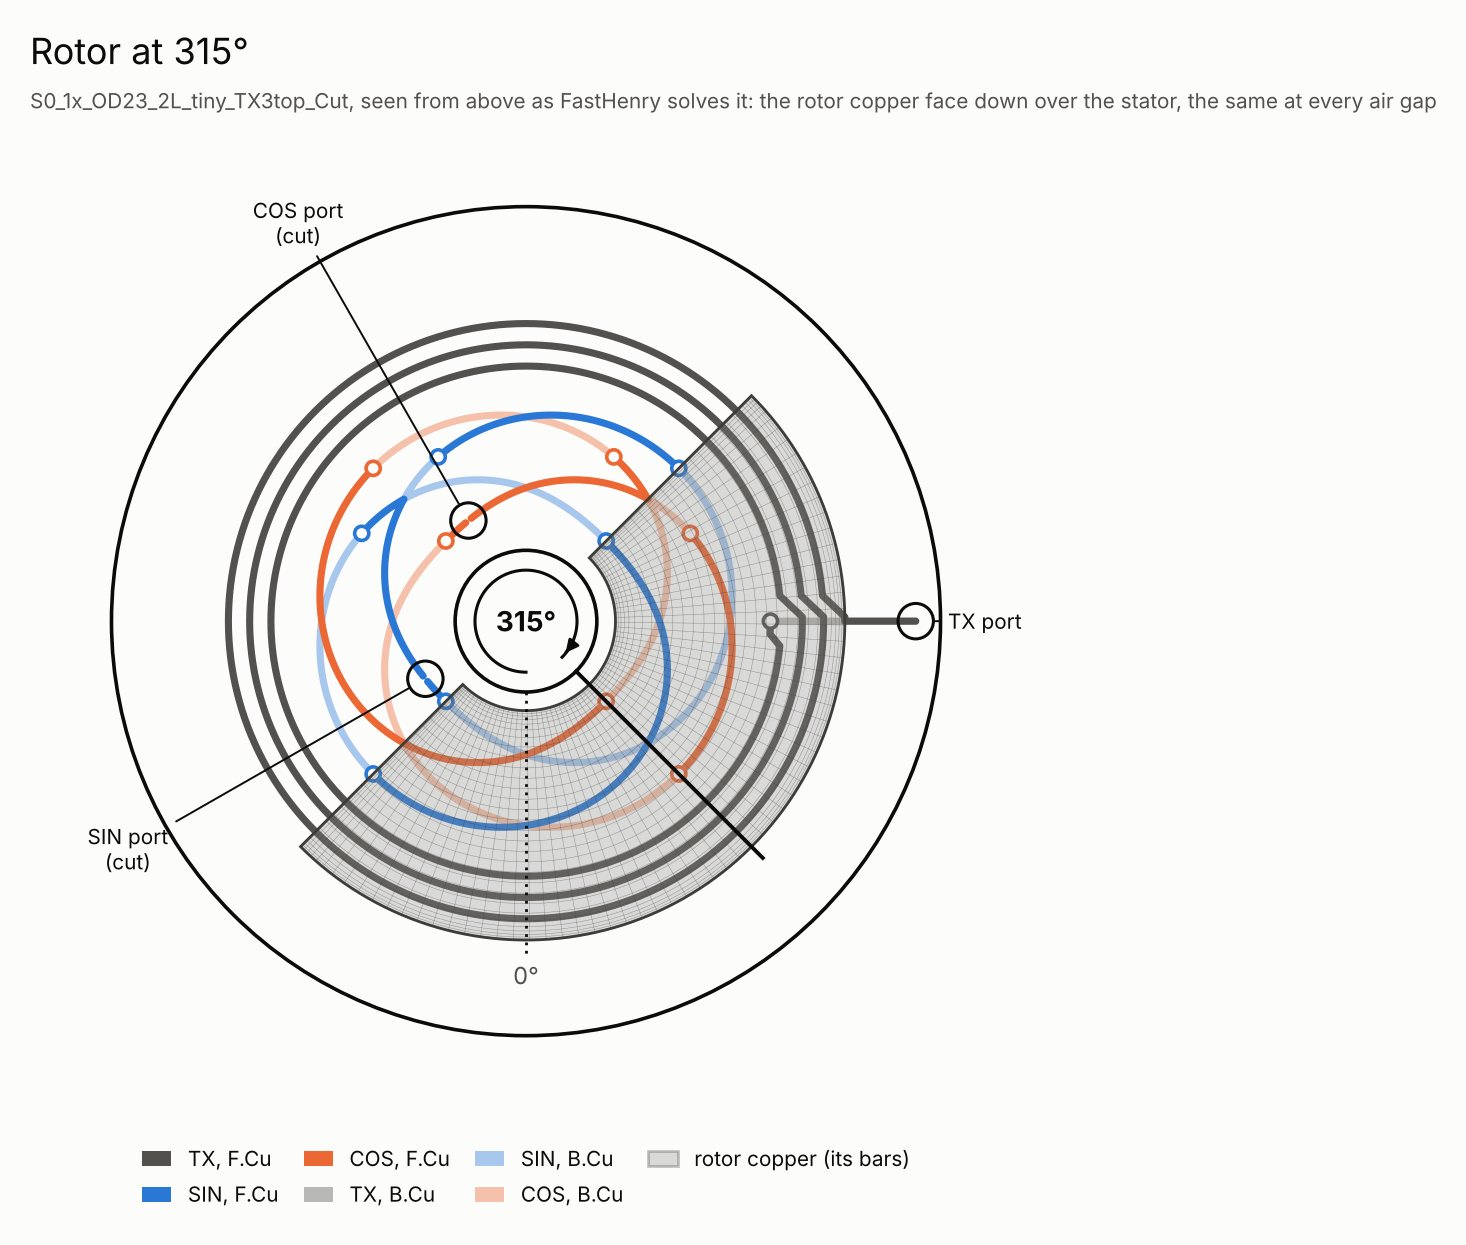 Rotor at 315°
S0_1x_OD23_2L_tiny_TX3top_Cut, seen from above as FastHenry solves it: the rotor copper face down over the stator, the same at every air gap
COS port
(cut)
315°
TX port
SIN port
(cut)
0°
TX, F.Cu
COS, F.Cu
SIN, B.Cu
rotor copper (its bars)
SIN, F.Cu
TX, B.Cu
COS, B.Cu